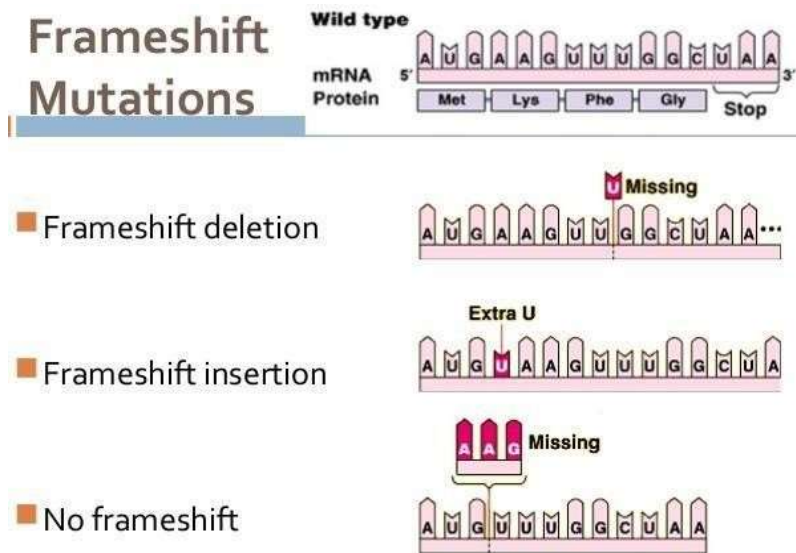 Frameshift
Mutations
Wild type
A U G A A G U U U G G C U A A
mRNA 5′ 3′
Protein Met Lys Phe Gly Stop
U Missing
Frameshift deletion
A U G A A G U U G G C U A A ...
Extra U
Frameshift insertion
A U G U A A G U U U G G C U A
A A G Missing
No frameshift
A U G U U U G G C U A A